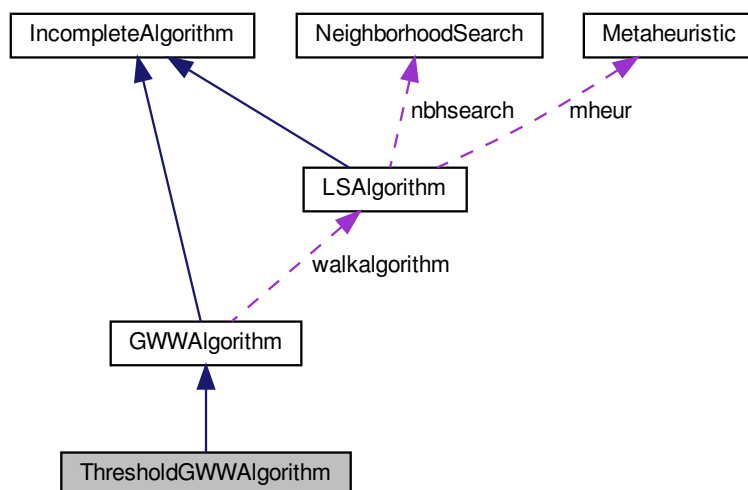 IncompleteAlgorithm
NeighborhoodSearch
Metaheuristic
nbhsearch
mheur
LSAlgorithm
walkalgorithm
GWWAlgorithm
ThresholdGWWAlgorithm